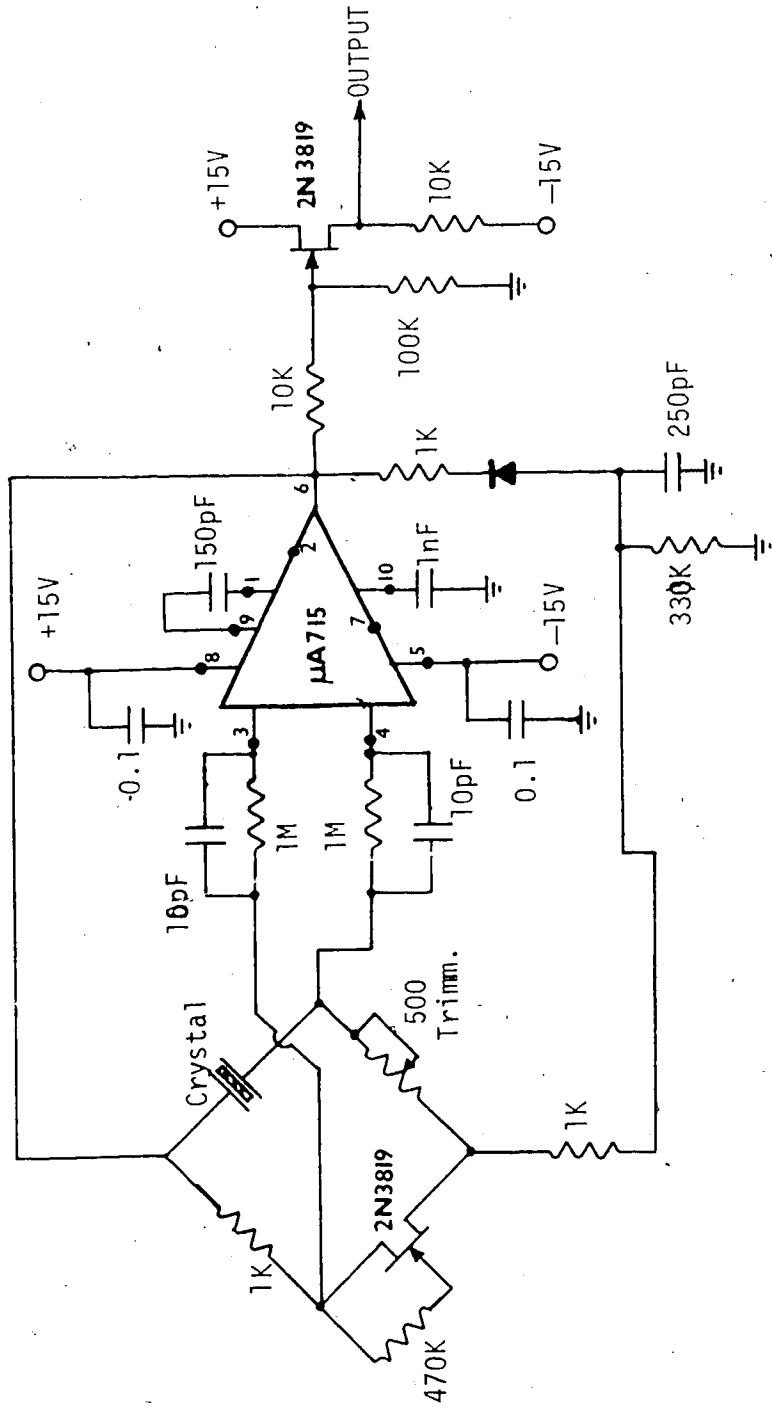 Crystal
1K
2N3819
470K
500
Trimm.
1K
10pF
1M
3
1M
4
10pF
+15V
-0.1
8
9
150pF
1
μA715
2
6
7
10
1nF
5
0.1
-15V
10K
1K
250pF
330K
100K
+15V
2N3819
OUTPUT
10K
-15V